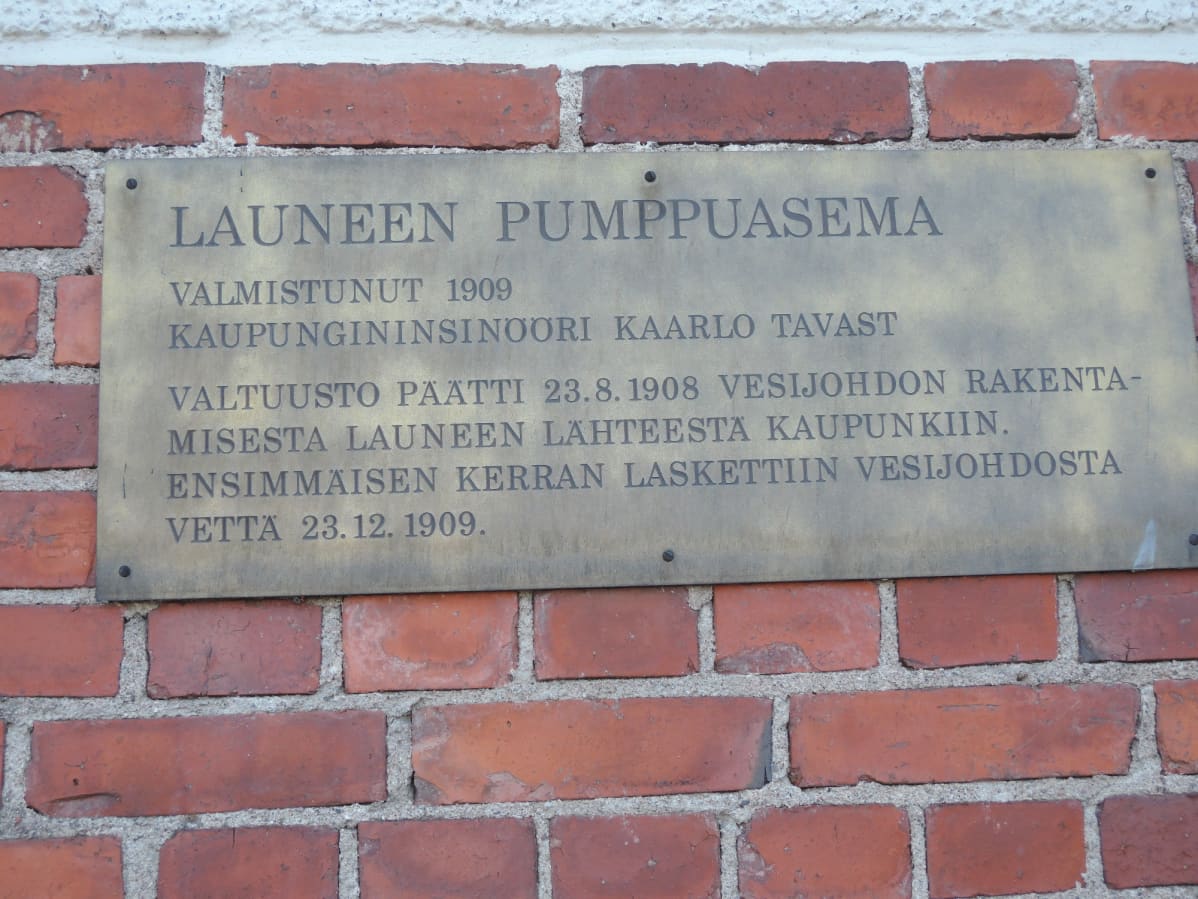 LAUNEEN PUMPPUASEMA
VALMISTUNUT 1909
KAUPUNGININSINÖÖRI KAARLO TAVAST
VALTUUSTO PÄÄTTI 23.8.1908 VESIJOHDON RAKENTA-
MISESTA LAUNEEN LÄHTEESTÄ KAUPUNKIIN.
ENSIMMÄISEN KERRAN LASKETTIIN VESIJOHDOSTA
VETTÄ 23.12.1909.